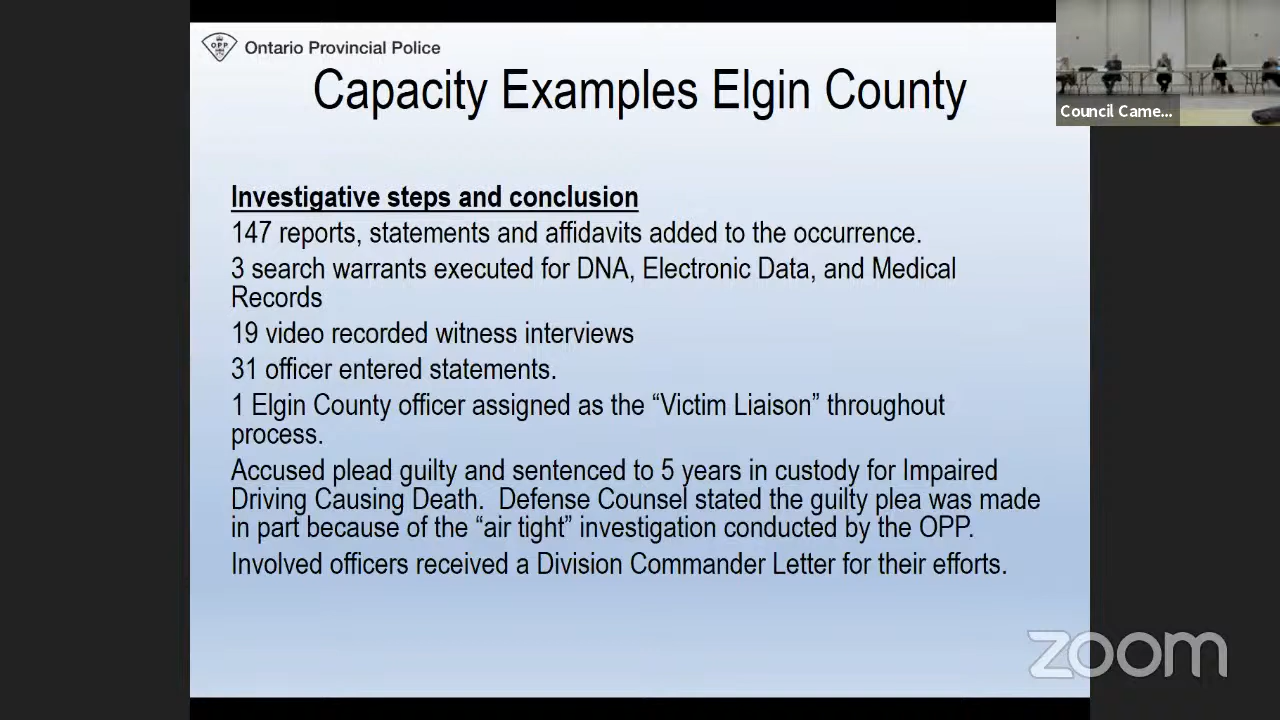 OPP
Ontario Provincial Police
Capacity Examples Elgin County
Council Came...
Investigative steps and conclusion
147 reports, statements and affidavits added to the occurrence.
3 search warrants executed for DNA, Electronic Data, and Medical
Records
19 video recorded witness interviews
31 officer entered statements.
1 Elgin County officer assigned as the “Victim Liaison” throughout
process.
Accused plead guilty and sentenced to 5 years in custody for Impaired
Driving Causing Death.  Defense Counsel stated the guilty plea was made
in part because of the “air tight” investigation conducted by the OPP.
Involved officers received a Division Commander Letter for their efforts.
zoom